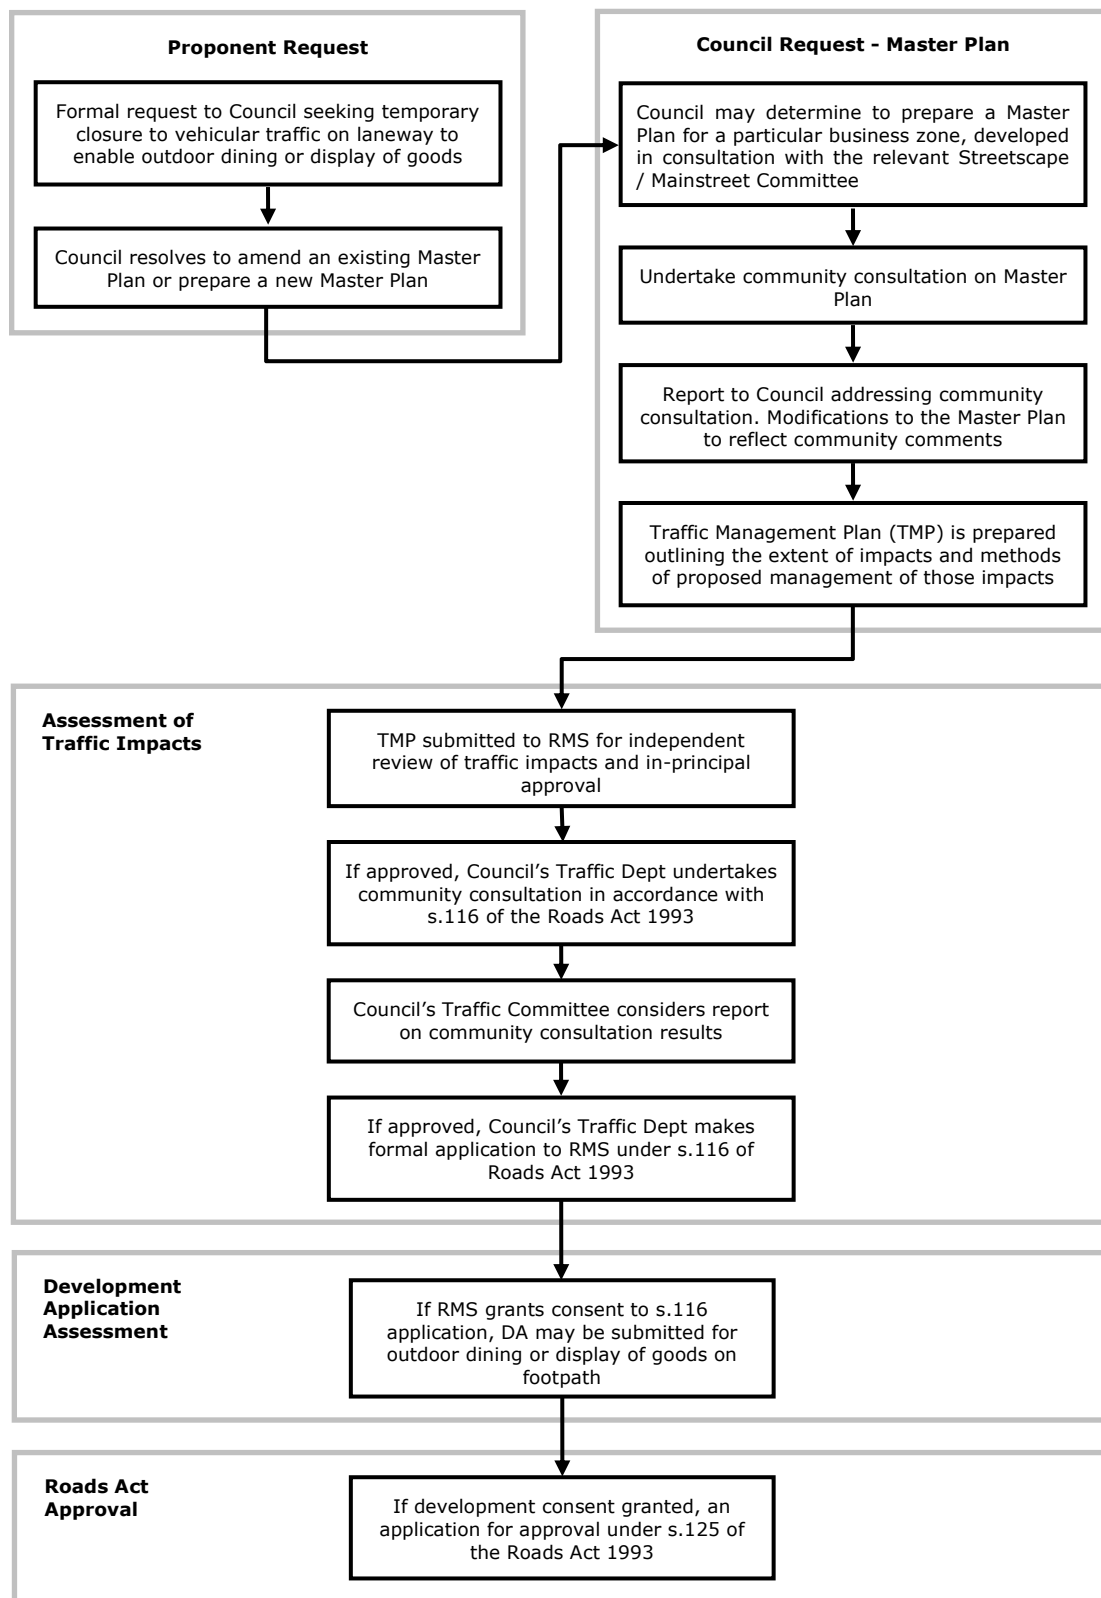 Proponent Request
Formal request to Council seeking temporary
closure to vehicular traffic on laneway to
enable outdoor dining or display of goods
Council resolves to amend an existing Master
Plan or prepare a new Master Plan
Council Request - Master Plan
Council may determine to prepare a Master
Plan for a particular business zone, developed
in consultation with the relevant Streetscape
/ Mainstreet Committee
Undertake community consultation on Master
Plan
Report to Council addressing community
consultation. Modifications to the Master Plan
to reflect community comments
Traffic Management Plan (TMP) is prepared
outlining the extent of impacts and methods
of proposed management of those impacts
Assessment of
Traffic Impacts
TMP submitted to RMS for independent
review of traffic impacts and in-principal
approval
If approved, Council’s Traffic Dept undertakes
community consultation in accordance with
s.116 of the Roads Act 1993
Council’s Traffic Committee considers report
on community consultation results
If approved, Council’s Traffic Dept makes
formal application to RMS under s.116 of
Roads Act 1993
Development
Application
Assessment
If RMS grants consent to s.116
application, DA may be submitted for
outdoor dining or display of goods on
footpath
Roads Act
Approval
If development consent granted, an
application for approval under s.125 of
the Roads Act 1993